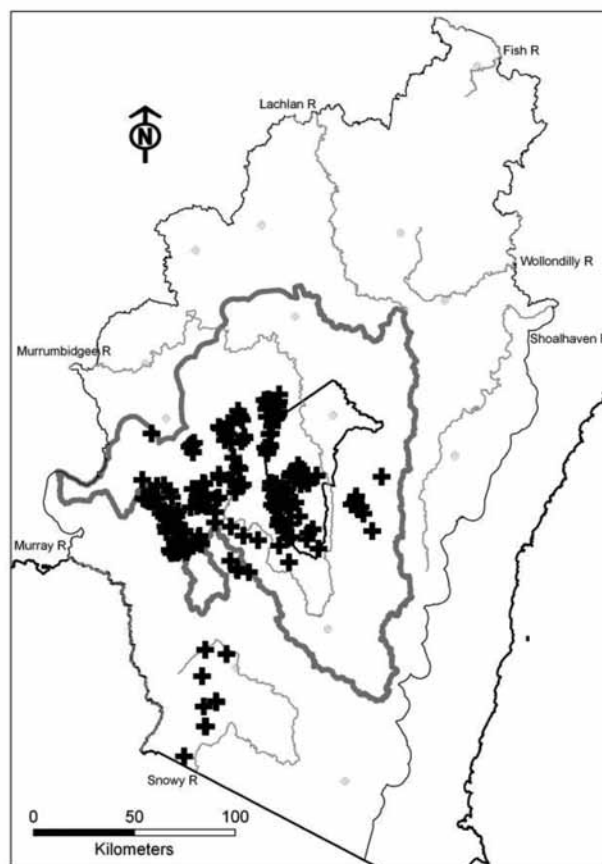 Fish R
Lachlan R
N
Wollondilly R
Shoalhaven
Murrumbidgee R
Murray R
Snowy R
0 50 100
Kilometers